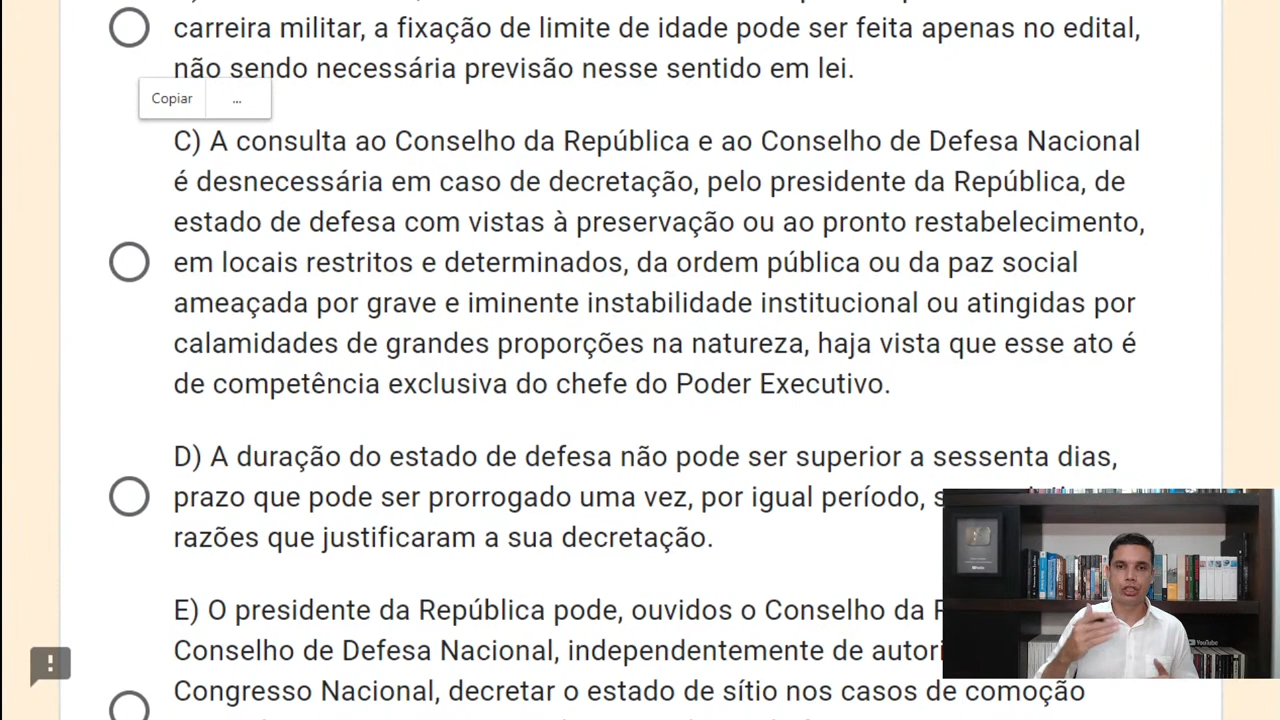 carreira militar, a fixação de limite de idade pode ser feita apenas no edital,
não sendo necessária previsão nesse sentido em lei.
Copiar ...
C) A consulta ao Conselho da República e ao Conselho de Defesa Nacional
é desnecessária em caso de decretação, pelo presidente da República, de
estado de defesa com vistas à preservação ou ao pronto restabelecimento,
em locais restritos e determinados, da ordem pública ou da paz social
ameaçada por grave e iminente instabilidade institucional ou atingidas por
calamidades de grandes proporções na natureza, haja vista que esse ato é
de competência exclusiva do chefe do Poder Executivo.
D) A duração do estado de defesa não pode ser superior a sessenta dias,
prazo que pode ser prorrogado uma vez, por igual período,
razões que justificaram a sua decretação.
E) O presidente da República pode, ouvidos o Conselho da
Conselho de Defesa Nacional, independentemente de
Congresso Nacional, decretar o estado de sítio nos casos de comoção
YouTube